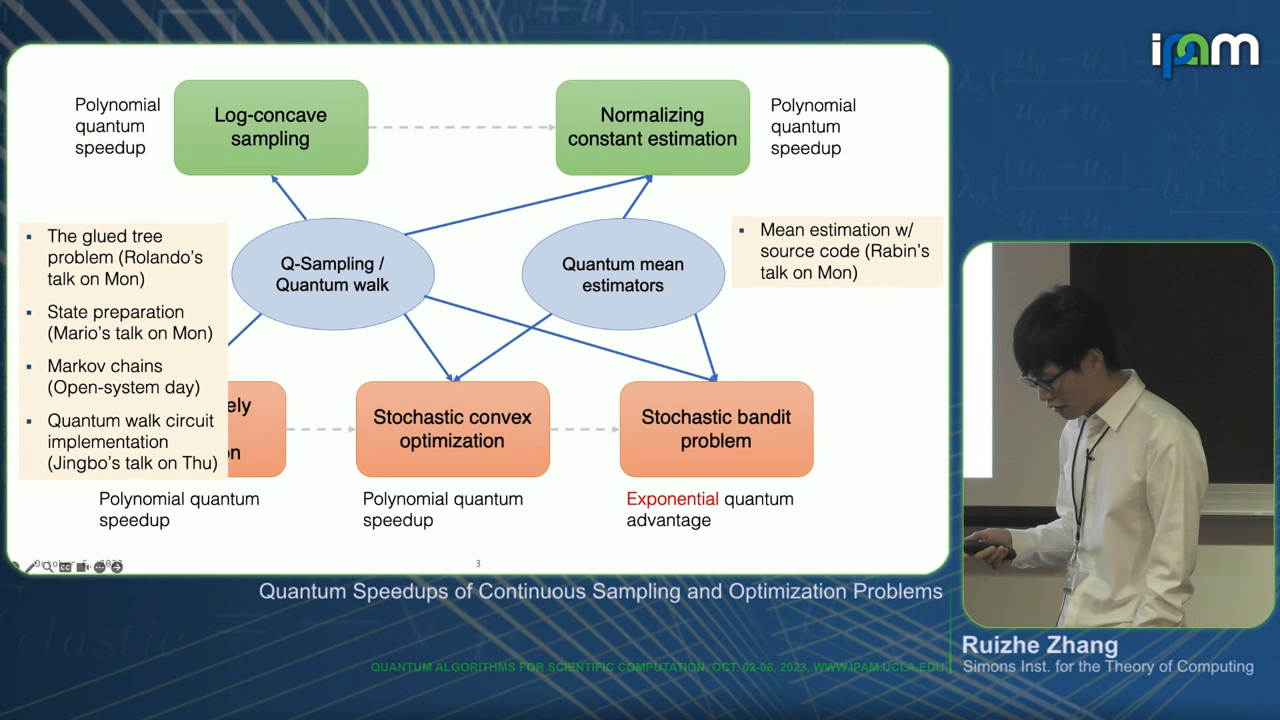 ipam
Polynomial
quantum
speedup
Log-concave
sampling
Normalizing
constant estimation
Polynomial
quantum
speedup
▪ The glued tree
problem (Rolando's
talk on Mon)
▪ State preparation
(Mario's talk on Mon)
▪ Markov chains
(Open-system day)
▪ Quantum walk circuit
implementation
(Jingbo's talk on Thu)
Q-Sampling /
Quantum walk
Quantum mean
estimators
▪ Mean estimation w/
source code (Rabin's
talk on Mon)
ely
on
Stochastic convex
optimization
Stochastic bandit
problem
Polynomial quantum
speedup
Polynomial quantum
speedup
Exponential quantum
advantage
3
Quantum Speedups of Continuous Sampling and Optimization Problems
Ruizhe Zhang
Simons Inst. for the Theory of Computing
QUANTUM ALGORITHMS FOR SCIENTIFIC COMPUTATION, OCT. 02-06, 2023, WWW.IPAM.UCLA.EDU